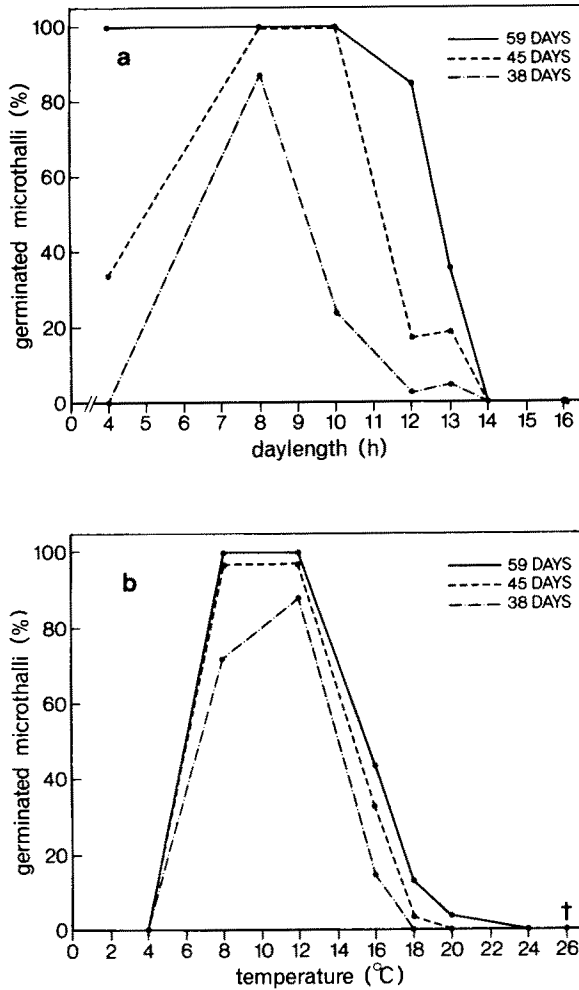 a
59 DAYS
45 DAYS
38 DAYS
germinated microthalli (%)
100
80
60
40
20
0
0 4 5 6 7 8 9 10 11 12 13 14 15 16
daylength (h)
b
59 DAYS
45 DAYS
38 DAYS
germinated microthalli (%)
100
80
60
40
20
0
0 2 4 6 8 10 12 14 16 18 20 22 24 26
†
temperature (°C)